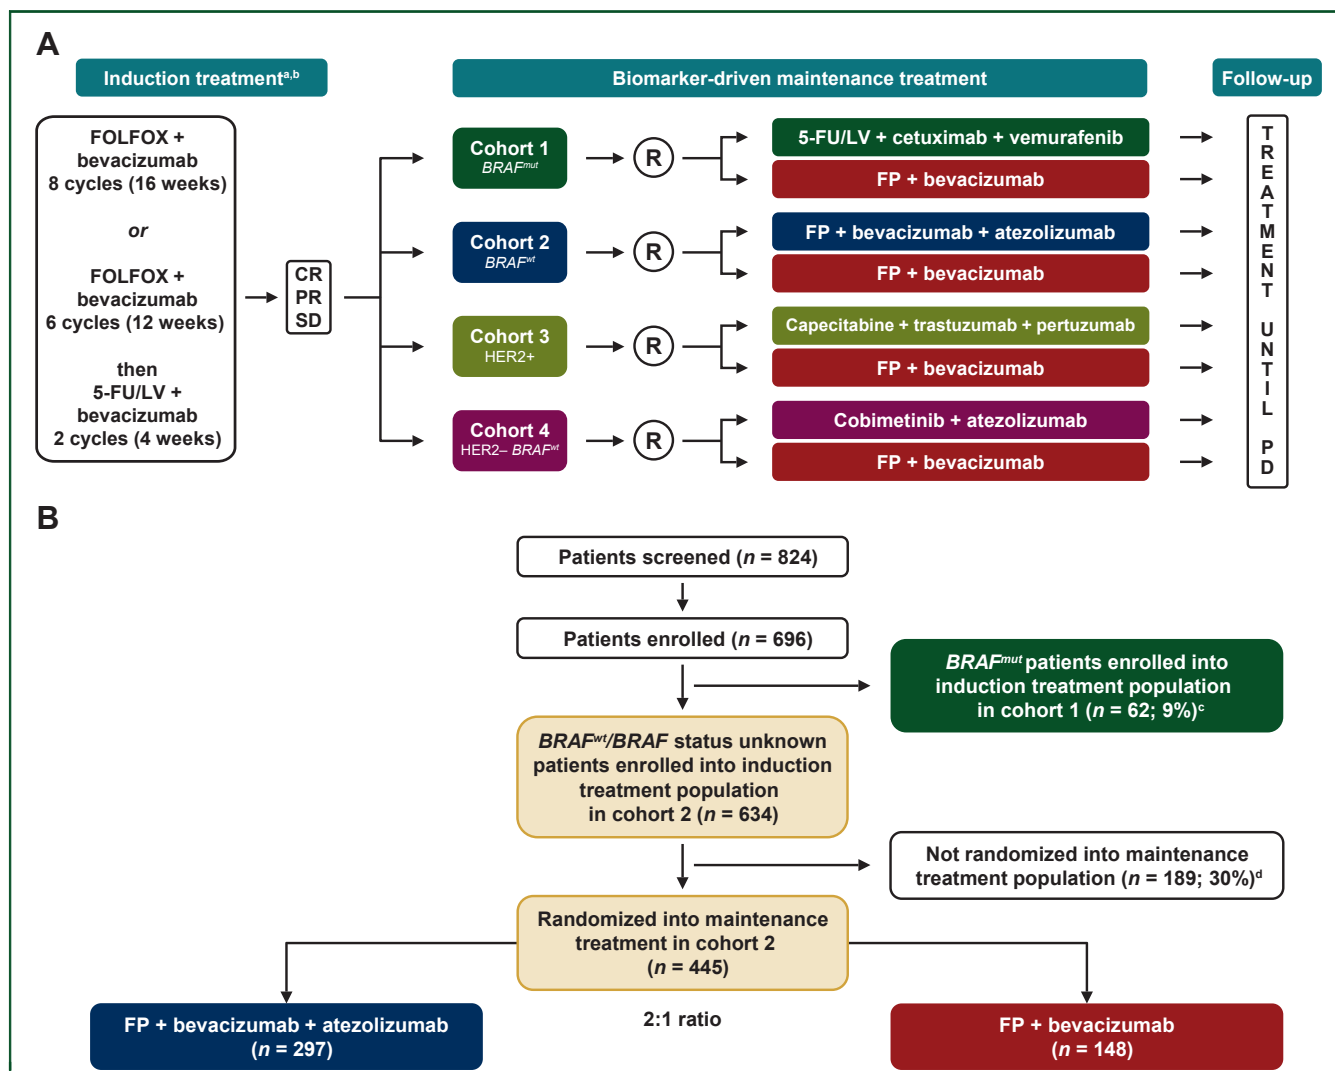 A
Induction treatmentᵃ,ᵇ
Biomarker-driven maintenance treatment
Follow-up
FOLFOX +
bevacizumab
8 cycles (16 weeks)
or
FOLFOX +
bevacizumab
6 cycles (12 weeks)
then
5-FU/LV +
bevacizumab
2 cycles (4 weeks)
CR
PR
SD
Cohort 1
BRAFᵐᵘᵗ
R
5-FU/LV + cetuximab + vemurafenib
FP + bevacizumab
Cohort 2
BRAFʷᵗ
R
FP + bevacizumab + atezolizumab
FP + bevacizumab
Cohort 3
HER2+
R
Capecitabine + trastuzumab + pertuzumab
FP + bevacizumab
Cohort 4
HER2– BRAFʷᵗ
R
Cobimetinib + atezolizumab
FP + bevacizumab
TREATMENT UNTIL PD
B
Patients screened (n = 824)
Patients enrolled (n = 696)
BRAFᵐᵘᵗ patients enrolled into
induction treatment population
in cohort 1 (n = 62; 9%)ᶜ
BRAFʷᵗ/BRAF status unknown
patients enrolled into induction
treatment population
in cohort 2 (n = 634)
Not randomized into maintenance
treatment population (n = 189; 30%)ᵈ
Randomized into maintenance
treatment in cohort 2
(n = 445)
FP + bevacizumab + atezolizumab
(n = 297)
2:1 ratio
FP + bevacizumab
(n = 148)